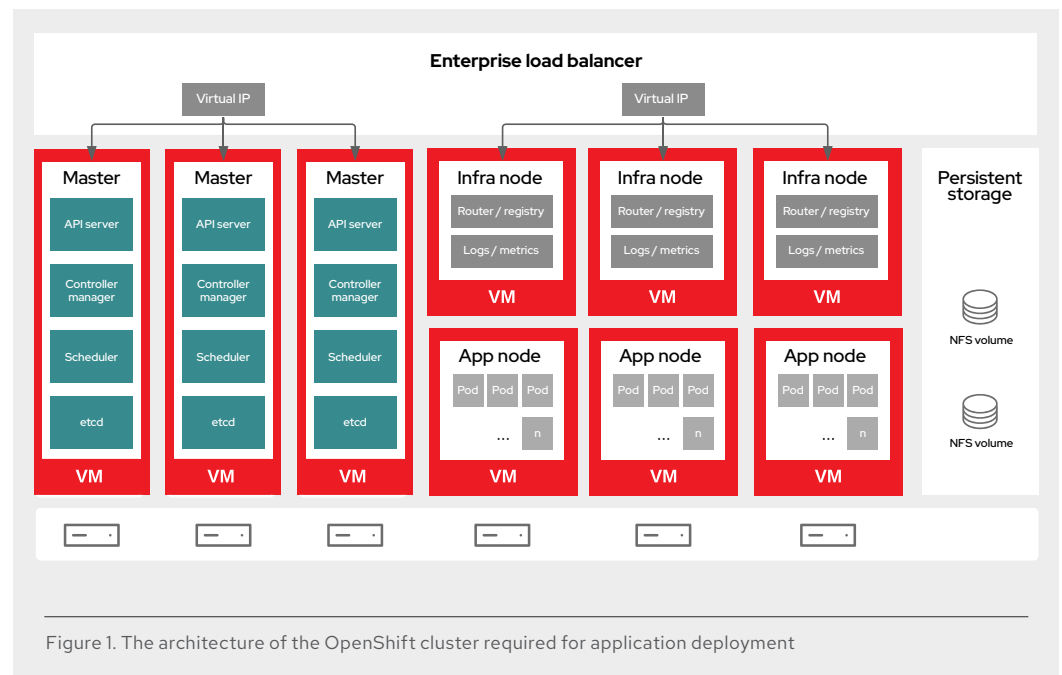 Enterprise load balancer
Virtual IP
Virtual IP
Master
API server
Controller
manager
Scheduler
etcd
VM
Master
API server
Controller
manager
Scheduler
etcd
VM
Master
API server
Controller
manager
Scheduler
etcd
VM
Infra node
Router / registry
Logs / metrics
VM
Infra node
Router / registry
Logs / metrics
VM
Infra node
Router / registry
Logs / metrics
VM
App node
Pod Pod Pod
... n
VM
App node
Pod Pod Pod
... n
VM
App node
Pod Pod Pod
... n
VM
Persistent
storage
NFS volume
NFS volume
Figure 1. The architecture of the OpenShift cluster required for application deployment